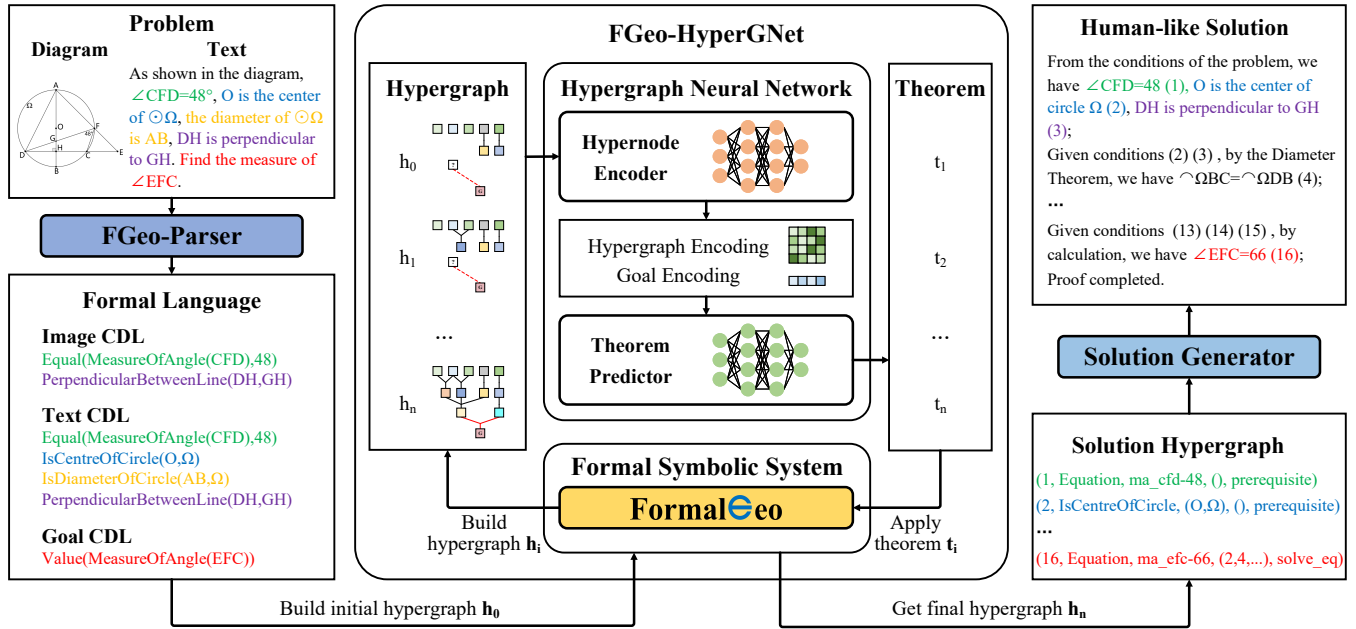 Problem
Diagram
Text
A
Ω
O
G
F
48°
H
D
C
E
B
As shown in the diagram,
∠CFD=48°, O is the center
of ⊙Ω, the diameter of ⊙Ω
is AB, DH is perpendicular
to GH. Find the measure of
∠EFC.
FGeo-Parser
Formal Language
Image CDL
Equal(MeasureOfAngle(CFD),48)
PerpendicularBetweenLine(DH,GH)
Text CDL
Equal(MeasureOfAngle(CFD),48)
IsCentreOfCircle(O,Ω)
IsDiameterOfCircle(AB,Ω)
PerpendicularBetweenLine(DH,GH)
Goal CDL
Value(MeasureOfAngle(EFC))
FGeo-HyperGNet
Hypergraph
h0
G
h1
G
...
hn
G
Hypergraph Neural Network
Hypernode
Encoder
Hypergraph Encoding
Goal Encoding
Theorem
Predictor
Theorem
t1
t2
...
tn
Formal Symbolic System
FormalGeo
Build
hypergraph hi
Apply
theorem ti
Build initial hypergraph h0
Get final hypergraph hn
Human-like Solution
From the conditions of the problem, we
have ∠CFD=48 (1), O is the center of
circle Ω (2), DH is perpendicular to GH
(3);
Given conditions (2) (3) , by the Diameter
Theorem, we have ⌒ΩBC=⌒ΩDB (4);
...
Given conditions (13) (14) (15) , by
calculation, we have ∠EFC=66 (16);
Proof completed.
Solution Generator
Solution Hypergraph
(1, Equation, ma_cfd-48, (), prerequisite)
(2, IsCentreOfCircle, (O,Ω), (), prerequisite)
...
(16, Equation, ma_efc-66, (2,4,...), solve_eq)